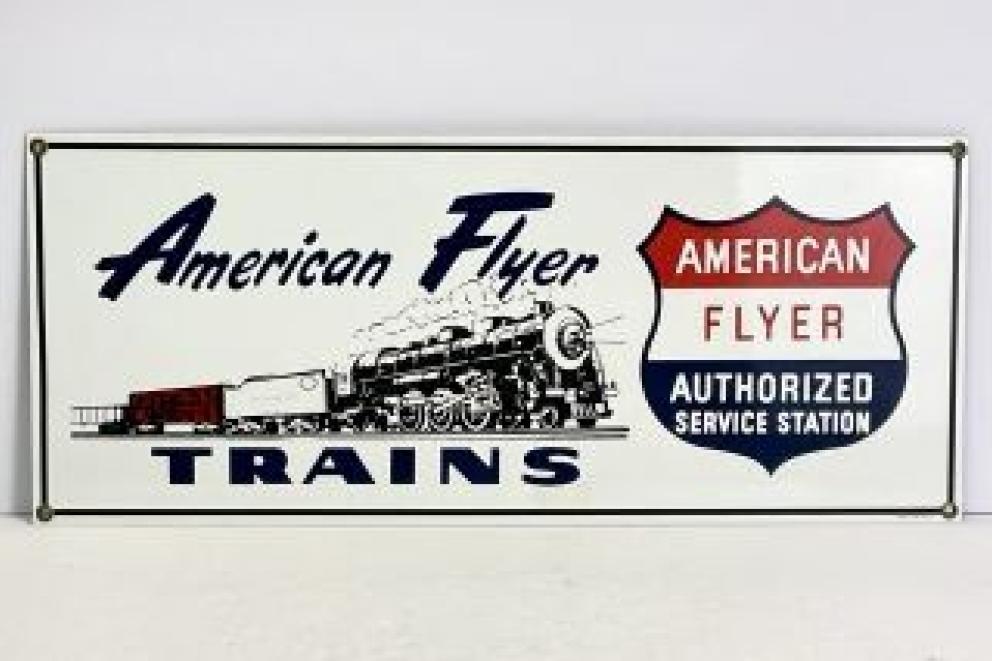 American Flyer
TRAINS
AMERICAN
FLYER
AUTHORIZED
SERVICE STATION